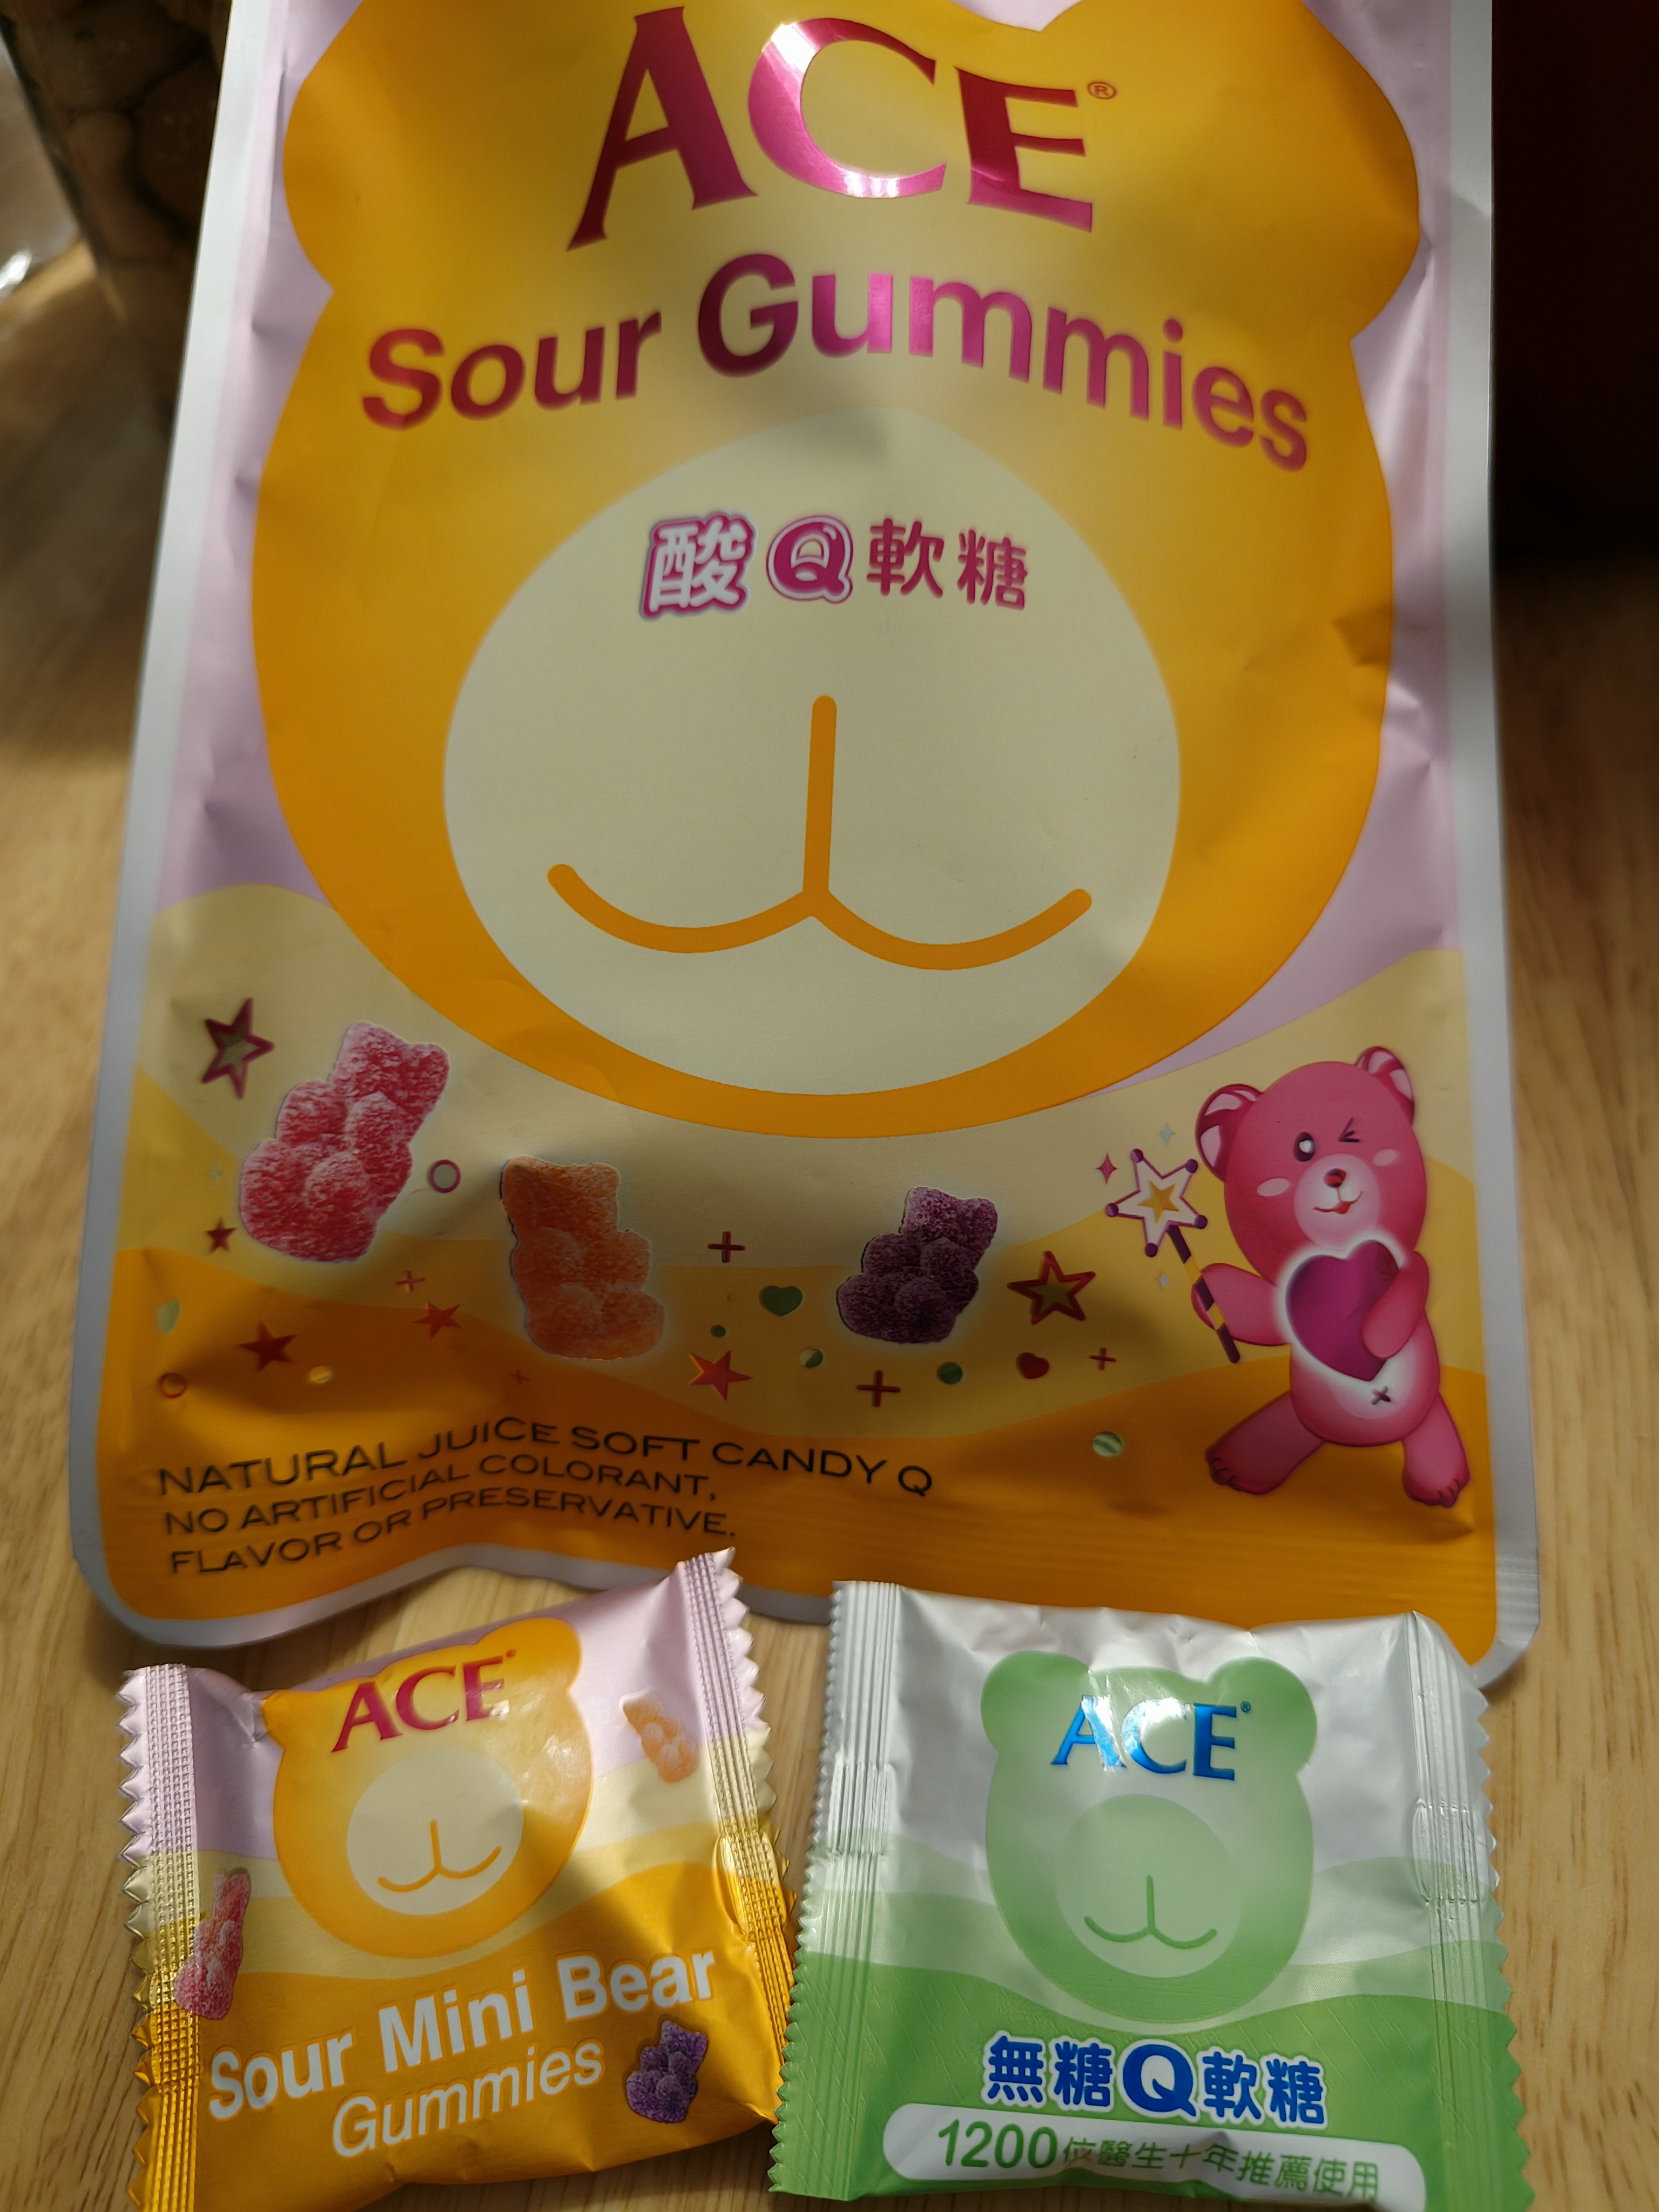 ACE®
Sour Gummies
酸Q軟糖
NATURAL JUICE SOFT CANDY Q
NO ARTIFICIAL COLORANT,
FLAVOR OR PRESERVATIVE.
ACE®
Sour Mini Bear
Gummies
ACE®
無糖Q軟糖
1200位醫生十年推薦使用